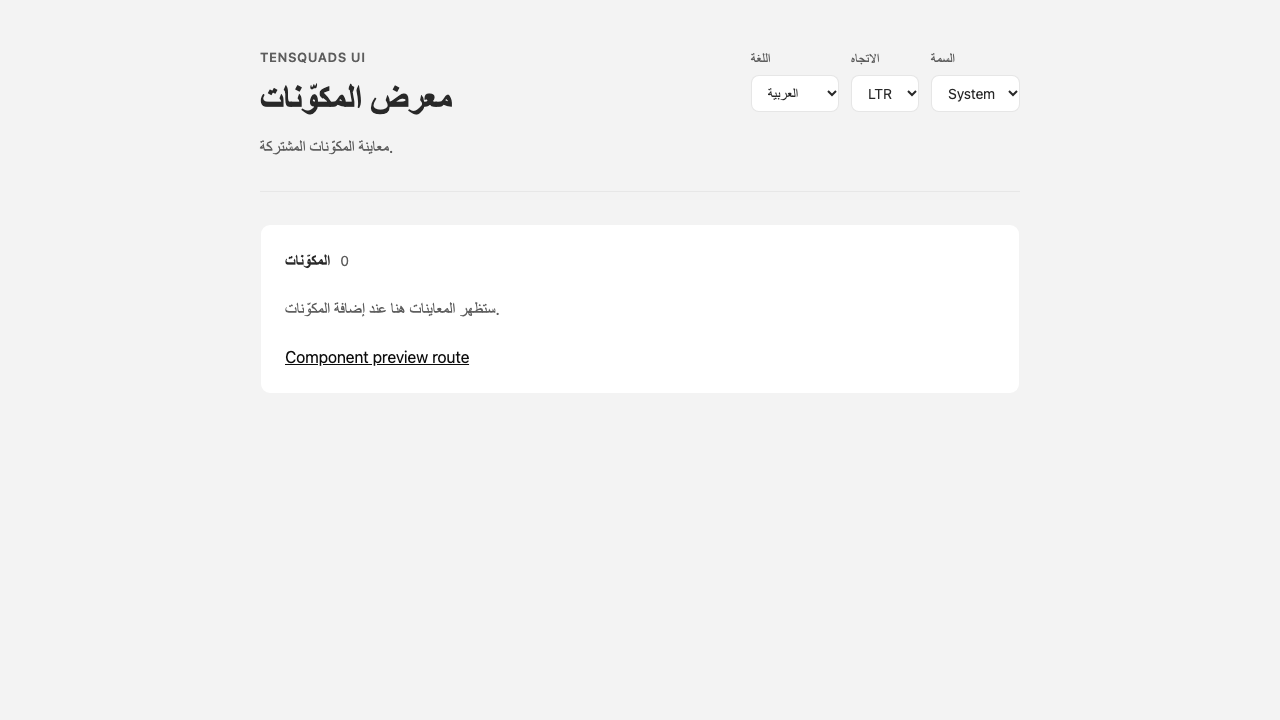 TENSQUADS UI
معرض المكوّنات
معاينة المكوّنات المشتركة.
اللغة
العربية
الاتجاه
LTR
السمة
System
المكوّنات 0
ستظهر المعاينات هنا عند إضافة المكوّنات.
Component preview route